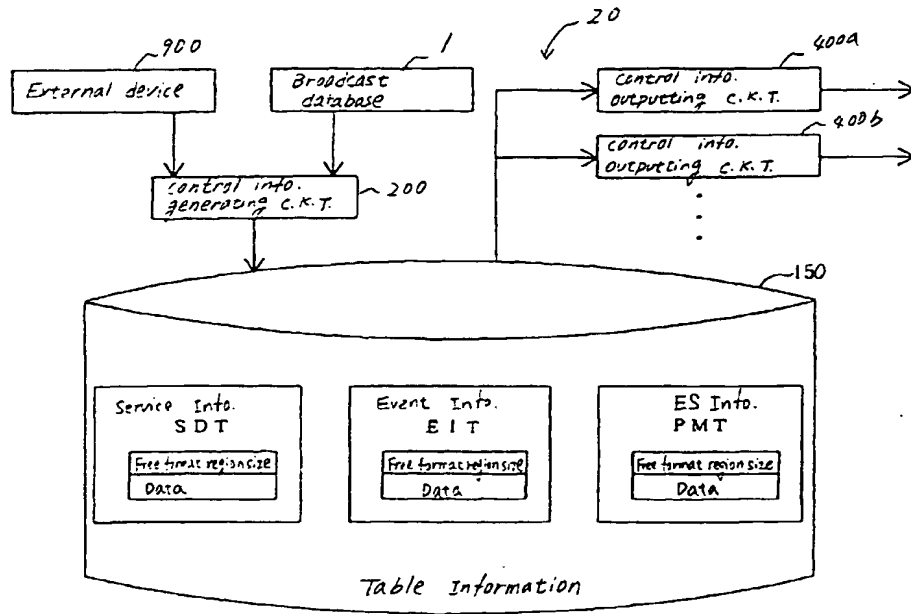 20
900
1
400a
External device
Broadcast
database
control info.
outputting C.K.T.
400b
control info.
outputting C.K.T.
control info.
generating C.K.T.
200
150
Service Info.
SDT
Free format region size
Data
Event Info.
EIT
Free format region size
Data
ES Info.
PMT
Free format region size
Data
Table Information